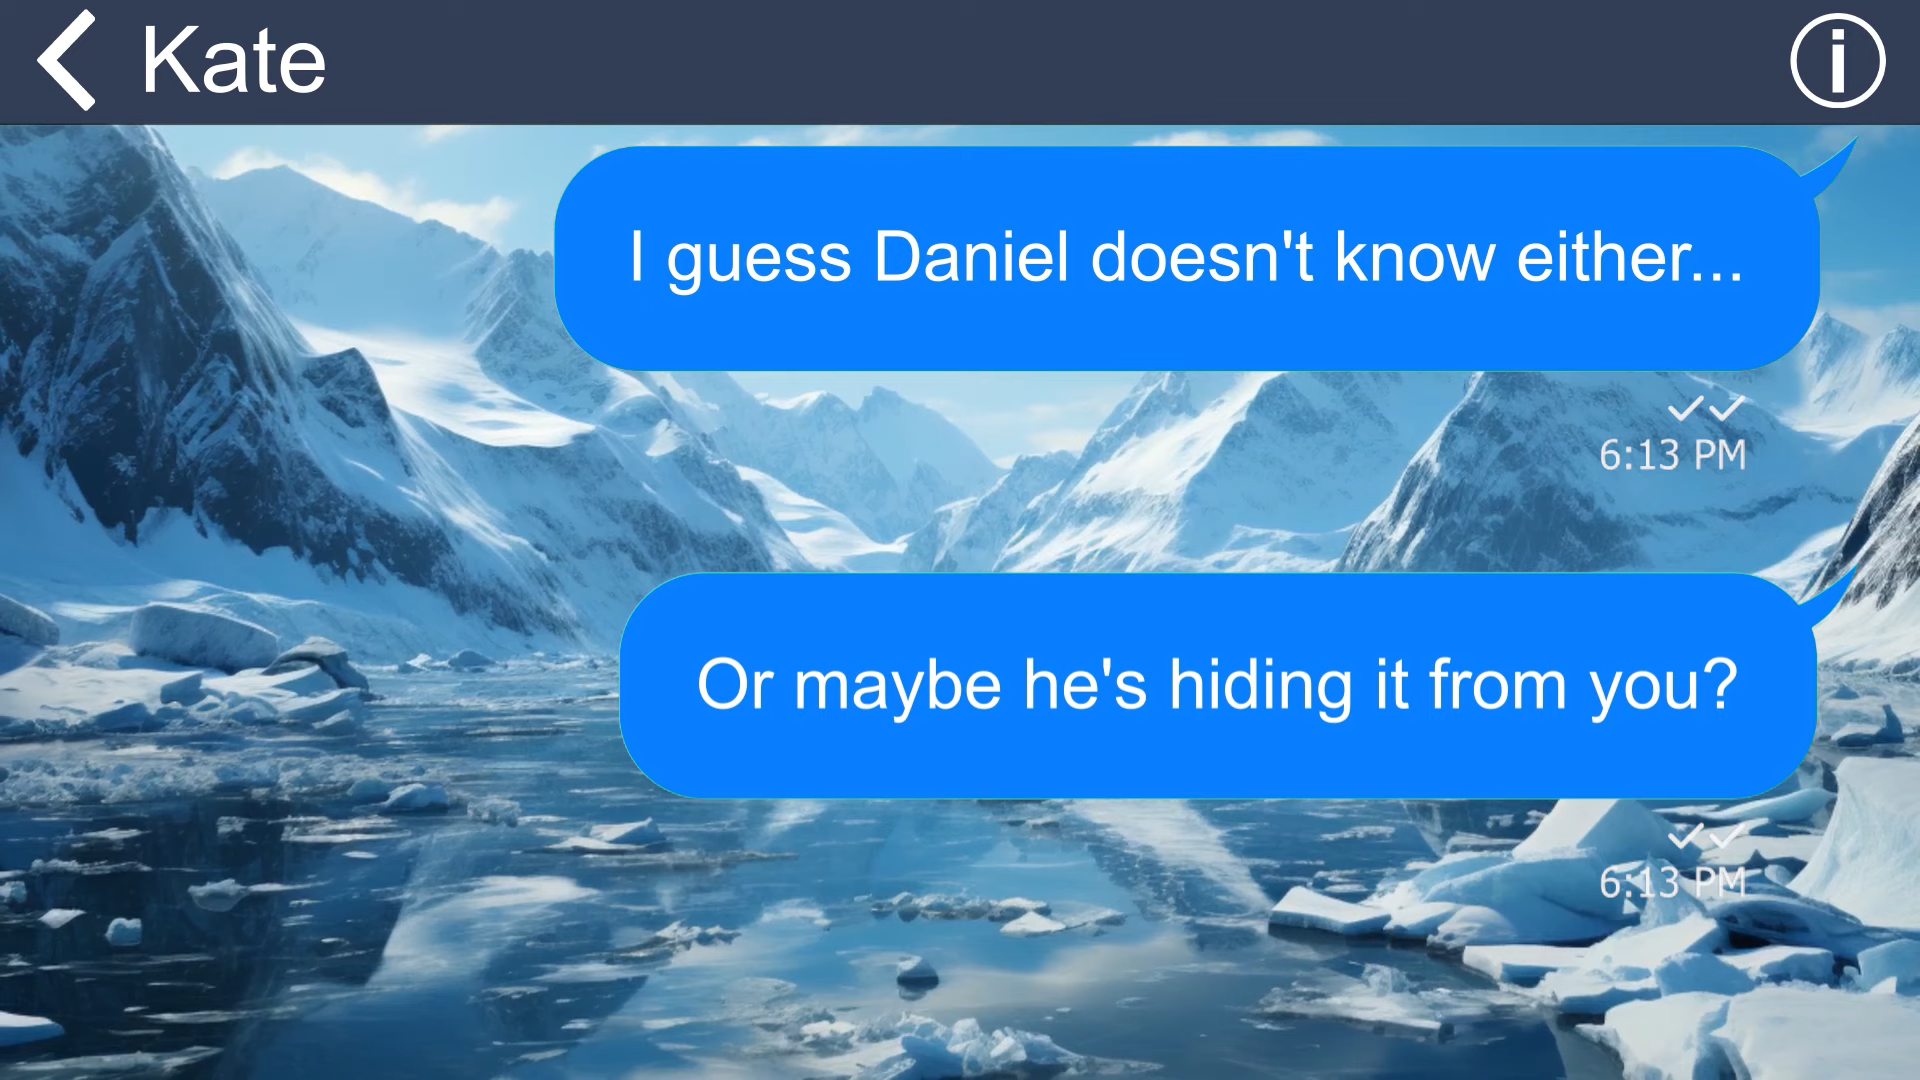 Kate
I guess Daniel doesn't know either...
6:13 PM
Or maybe he's hiding it from you?
6:13 PM